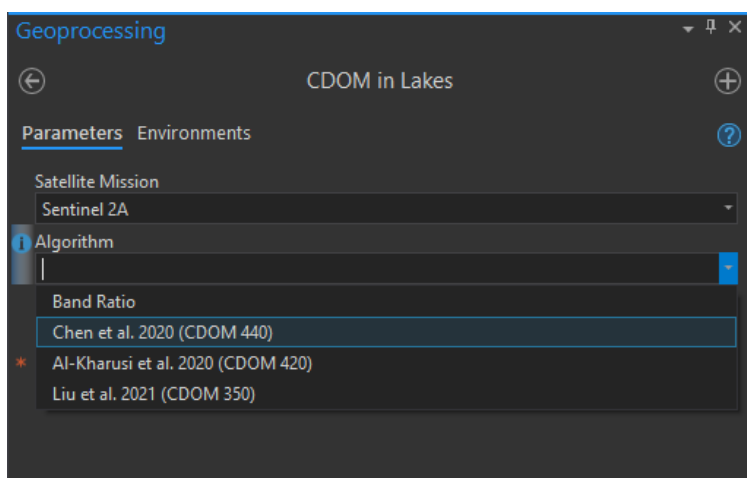 Geoprocessing
CDOM in Lakes
Parameters Environments
Satellite Mission
Sentinel 2A
Algorithm
Band Ratio
Chen et al. 2020 (CDOM 440)
* Al-Kharusi et al. 2020 (CDOM 420)
Liu et al. 2021 (CDOM 350)